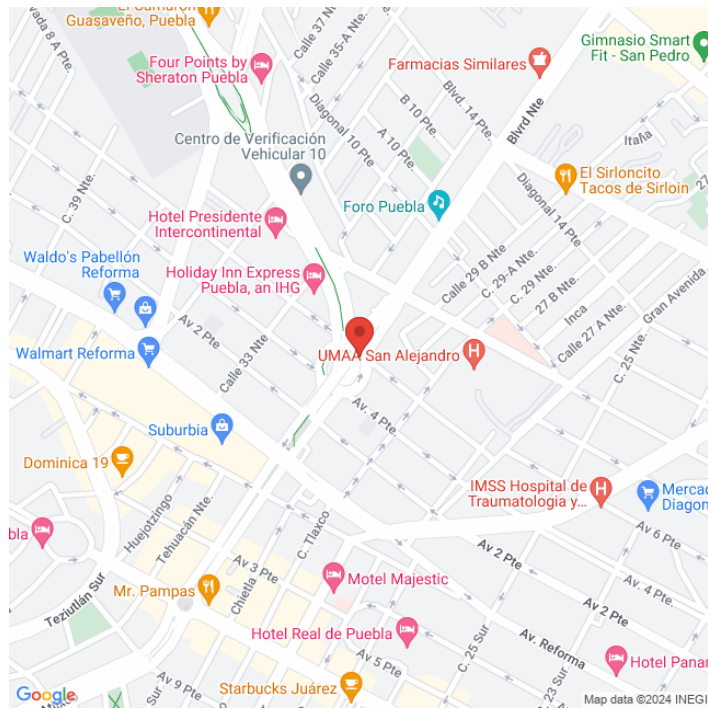 El Camarón
Guasaveño, Puebla
Calle 37 Nte.
Calle 35-A Nte.
Four Points by
Sheraton Puebla
Farmacias Similares
Gimnasio Smart
Fit - San Pedro
Blvrd Nte
Blvd. 14 Pte.
B 10 Pte.
A 10 Pte.
Diagonal 10 Pte.
Itaña
Centro de Verificación
Vehicular 10
El Sirloncito
Tacos de Sirloin
C. 39 Nte.
Foro Puebla
Diagonal 14 Pte.
Hotel Presidente
Intercontinental
Waldo's Pabellón
Reforma
Holiday Inn Express
Puebla, an IHG
Calle 29 B Nte
C. 29-A Nte.
C. 29 Nte.
27 B Nte.
Inca
Calle 27 A Nte.
Gran Avenida
C. 25 Nte.
Av 2 Pte
Walmart Reforma
Calle 33 Nte
UMAA San Alejandro
Av. 4 Pte.
Suburbia
Dominica 19
IMSS Hospital de
Traumatologia y...
Huejotzingo
Tehuacán Nte.
C. Tlaxco
Av 6 Pte
Av 2 Pte
Av. 4 Pte.
Av 3 Pte
Motel Majestic
Teziutlán Sur
Mr. Pampas
Chietla
Av 2 Pte
Hotel Real de Puebla
Av. Reforma
C. 25 Sur
Av 5 Pte
23 Sur
Av 9 Pte
Starbucks Juárez
Google
Map data ©2024 INEGI